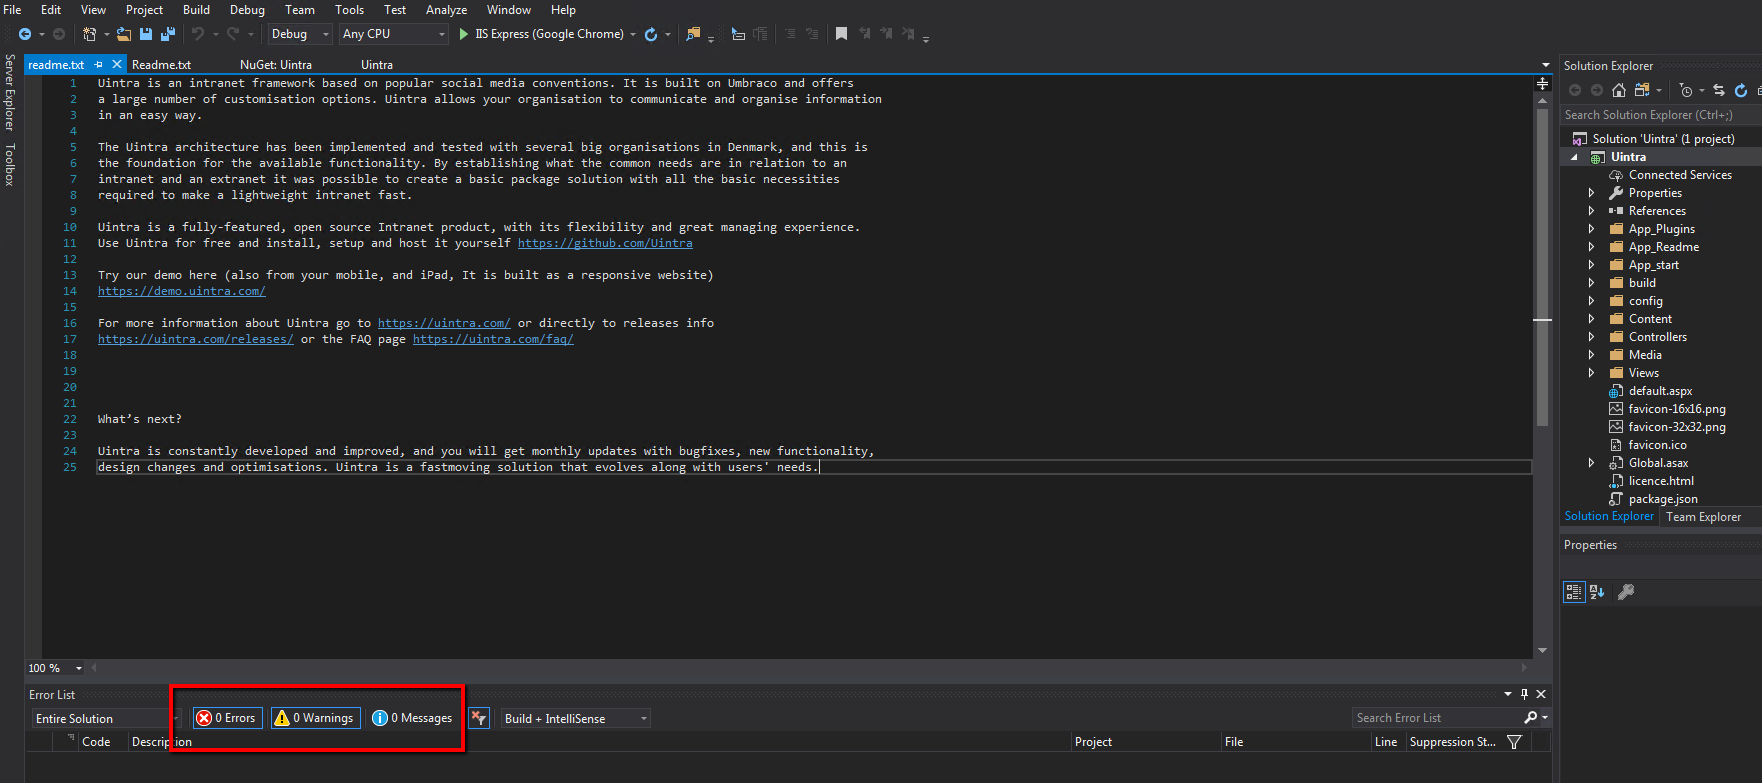 File Edit View Project Build Debug Team Tools Test Analyze Window Help
Debug Any CPU IIS Express (Google Chrome)
Server Explorer
Toolbox
readme.txt Readme.txt NuGet: Uintra Uintra
1 Uintra is an intranet framework based on popular social media conventions. It is built on Umbraco and offers
2 a large number of customisation options. Uintra allows your organisation to communicate and organise information
3 in an easy way.
4
5 The Uintra architecture has been implemented and tested with several big organisations in Denmark, and this is
6 the foundation for the available functionality. By establishing what the common needs are in relation to an
7 intranet and an extranet it was possible to create a basic package solution with all the basic necessities
8 required to make a lightweight intranet fast.
9
10 Uintra is a fully-featured, open source Intranet product, with its flexibility and great managing experience.
11 Use Uintra for free and install, setup and host it yourself https://github.com/Uintra
12
13 Try our demo here (also from your mobile, and iPad, It is built as a responsive website)
14 https://demo.uintra.com/
15
16 For more information about Uintra go to https://uintra.com/ or directly to releases info
17 https://uintra.com/releases/ or the FAQ page https://uintra.com/faq/
18
19
20
21
22 What’s next?
23
24 Uintra is constantly developed and improved, and you will get monthly updates with bugfixes, new functionality,
25 design changes and optimisations. Uintra is a fastmoving solution that evolves along with users' needs.
100 %
Error List
Entire Solution 0 Errors 0 Warnings 0 Messages Build + IntelliSense Search Error List
Code Description Project File Line Suppression St...
Solution Explorer
Search Solution Explorer (Ctrl+;)
Solution 'Uintra' (1 project)
Uintra
Connected Services
Properties
References
App_Plugins
App_Readme
App_start
build
config
Content
Controllers
Media
Views
default.aspx
favicon-16x16.png
favicon-32x32.png
favicon.ico
Global.asax
licence.html
package.json
Solution Explorer Team Explorer
Properties